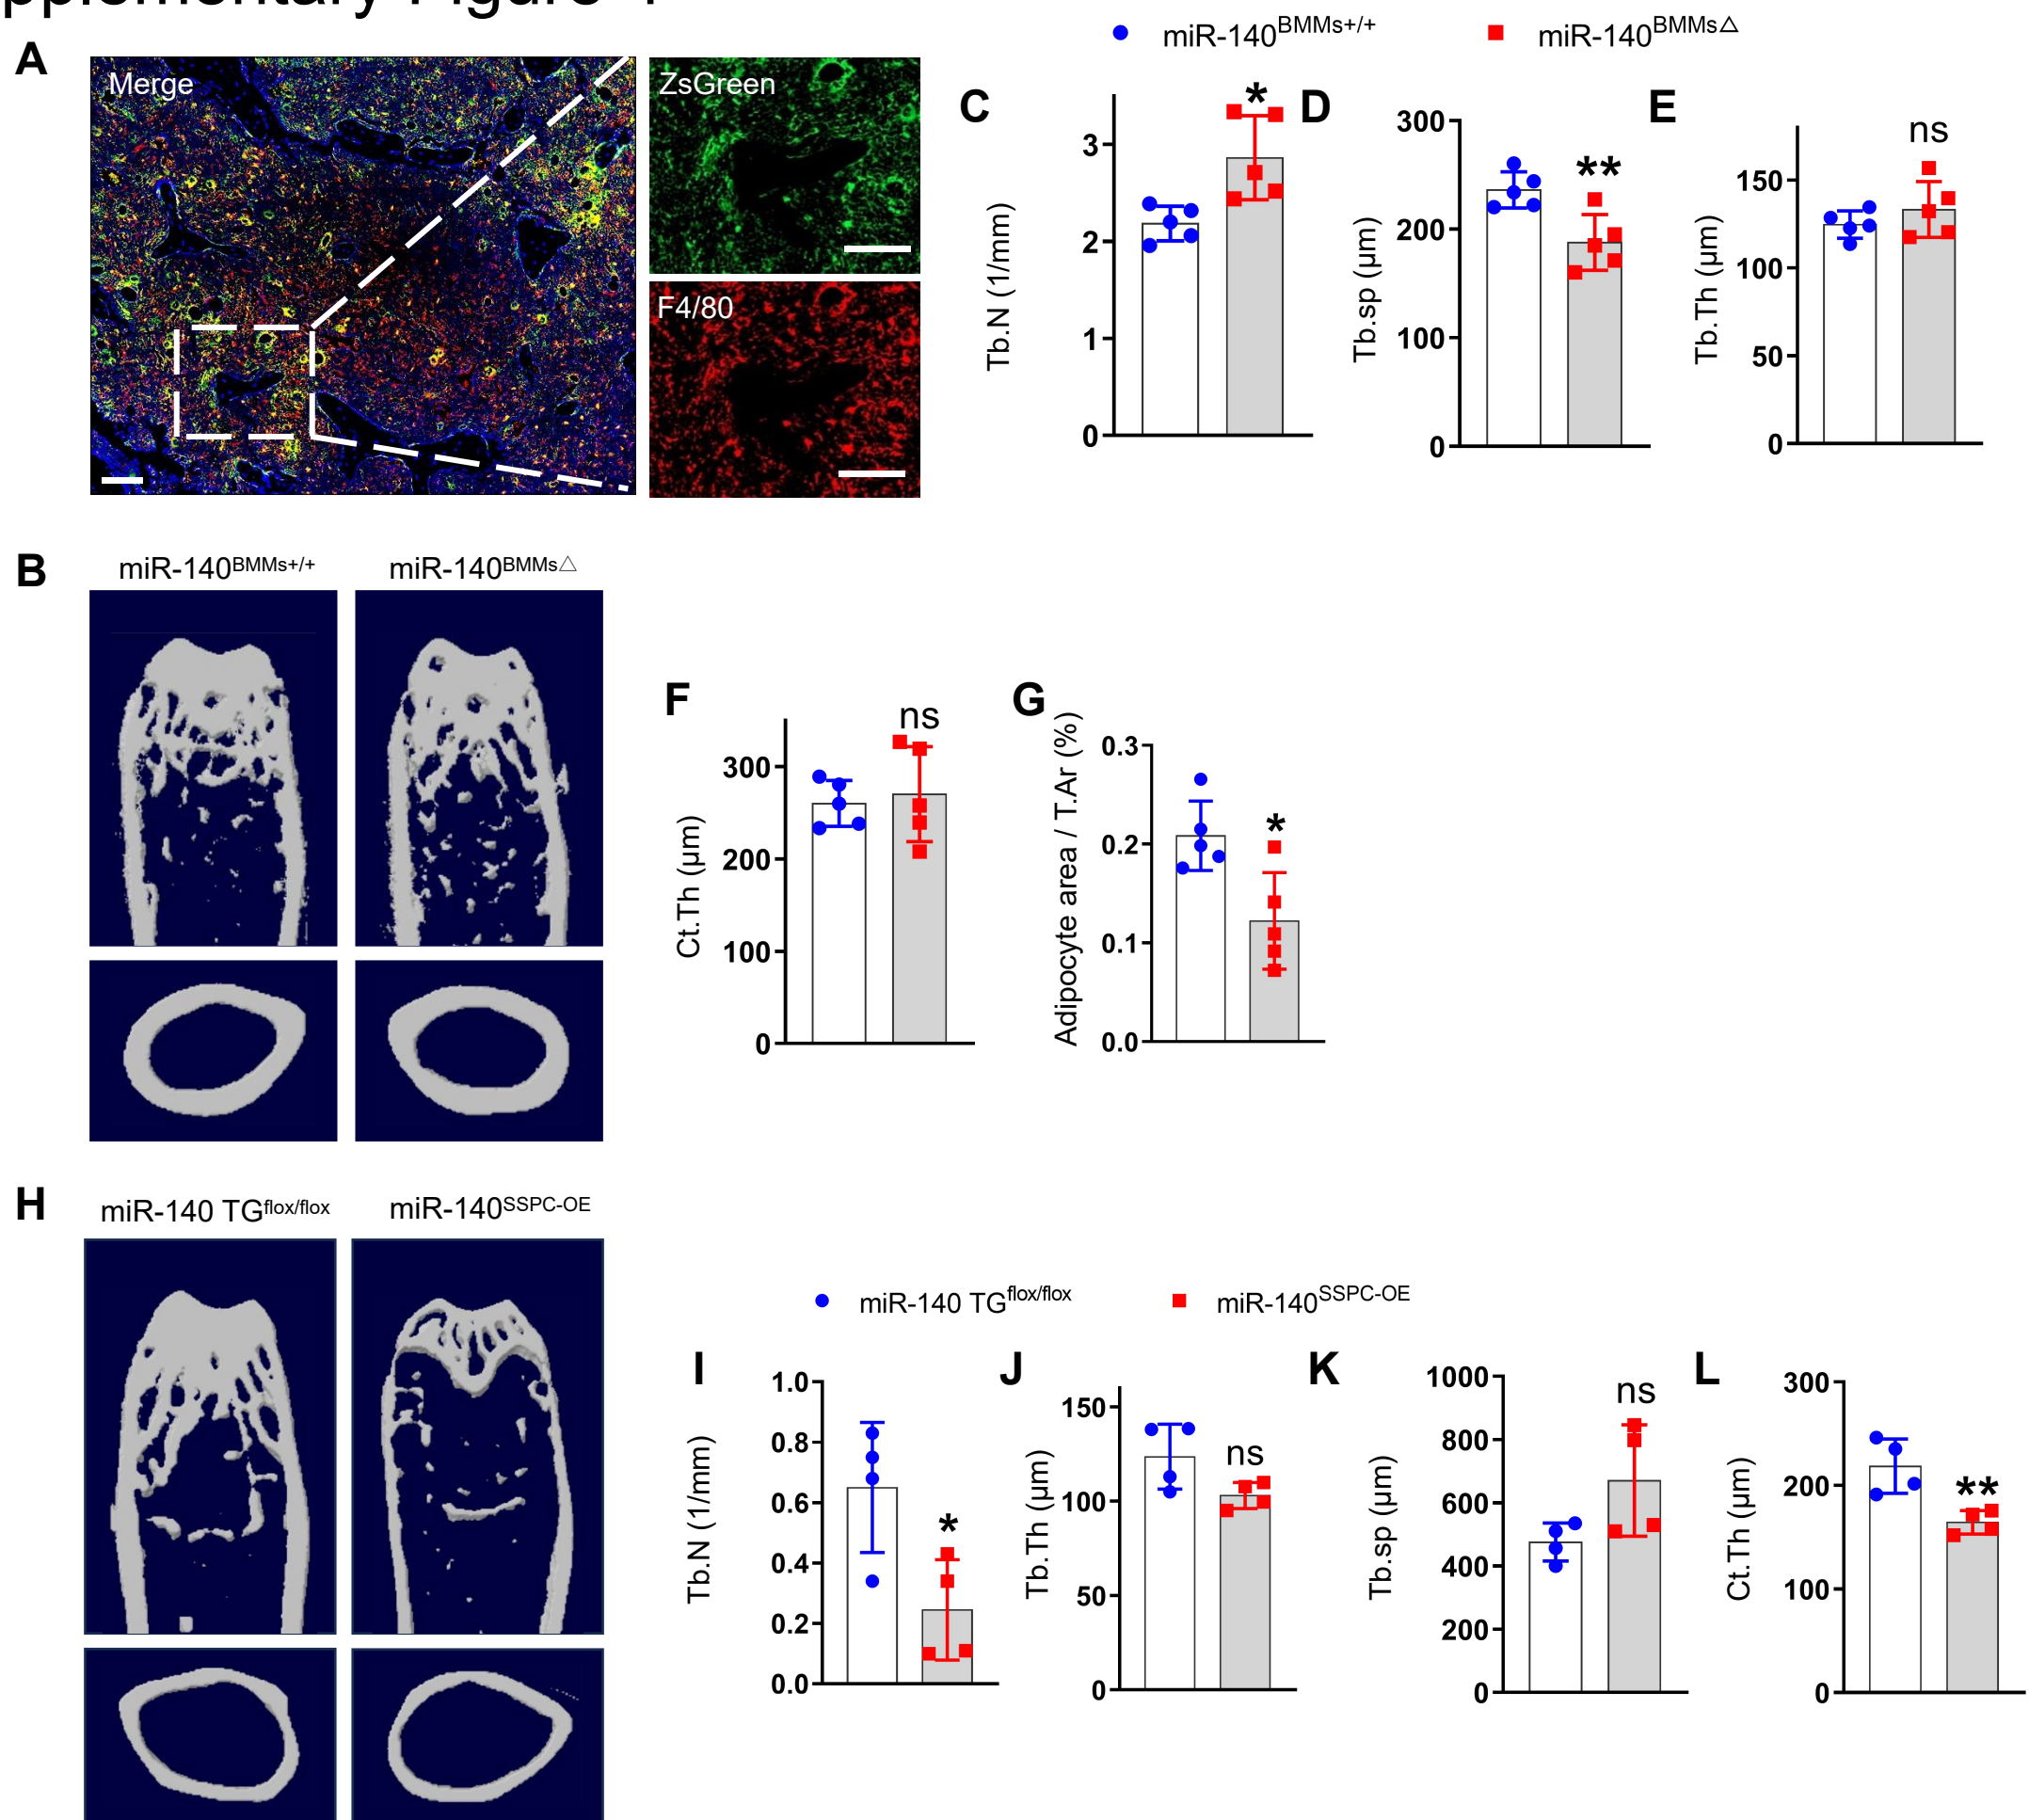 miR-140BMMs+/+ miR-140BMMs△
A
Merge
ZsGreen
F4/80
C
Tb.N (1/mm)
3
2
1
0
*
D
Tb.sp (μm)
300
200
100
0
**
E
Tb.Th (μm)
150
100
50
0
ns
B
miR-140BMMs+/+ miR-140BMMs△
F
Ct.Th (μm)
300
200
100
0
ns
G
Adipocyte area / T.Ar (%)
0.3
0.2
0.1
0.0
*
H
miR-140 TGflox/flox miR-140SSPC-OE
miR-140 TGflox/flox miR-140SSPC-OE
I
Tb.N (1/mm)
1.0
0.8
0.6
0.4
0.2
0.0
*
J
Tb.Th (μm)
150
100
50
0
ns
K
Tb.sp (μm)
1000
800
600
400
200
0
ns
L
Ct.Th (μm)
300
200
100
0
**